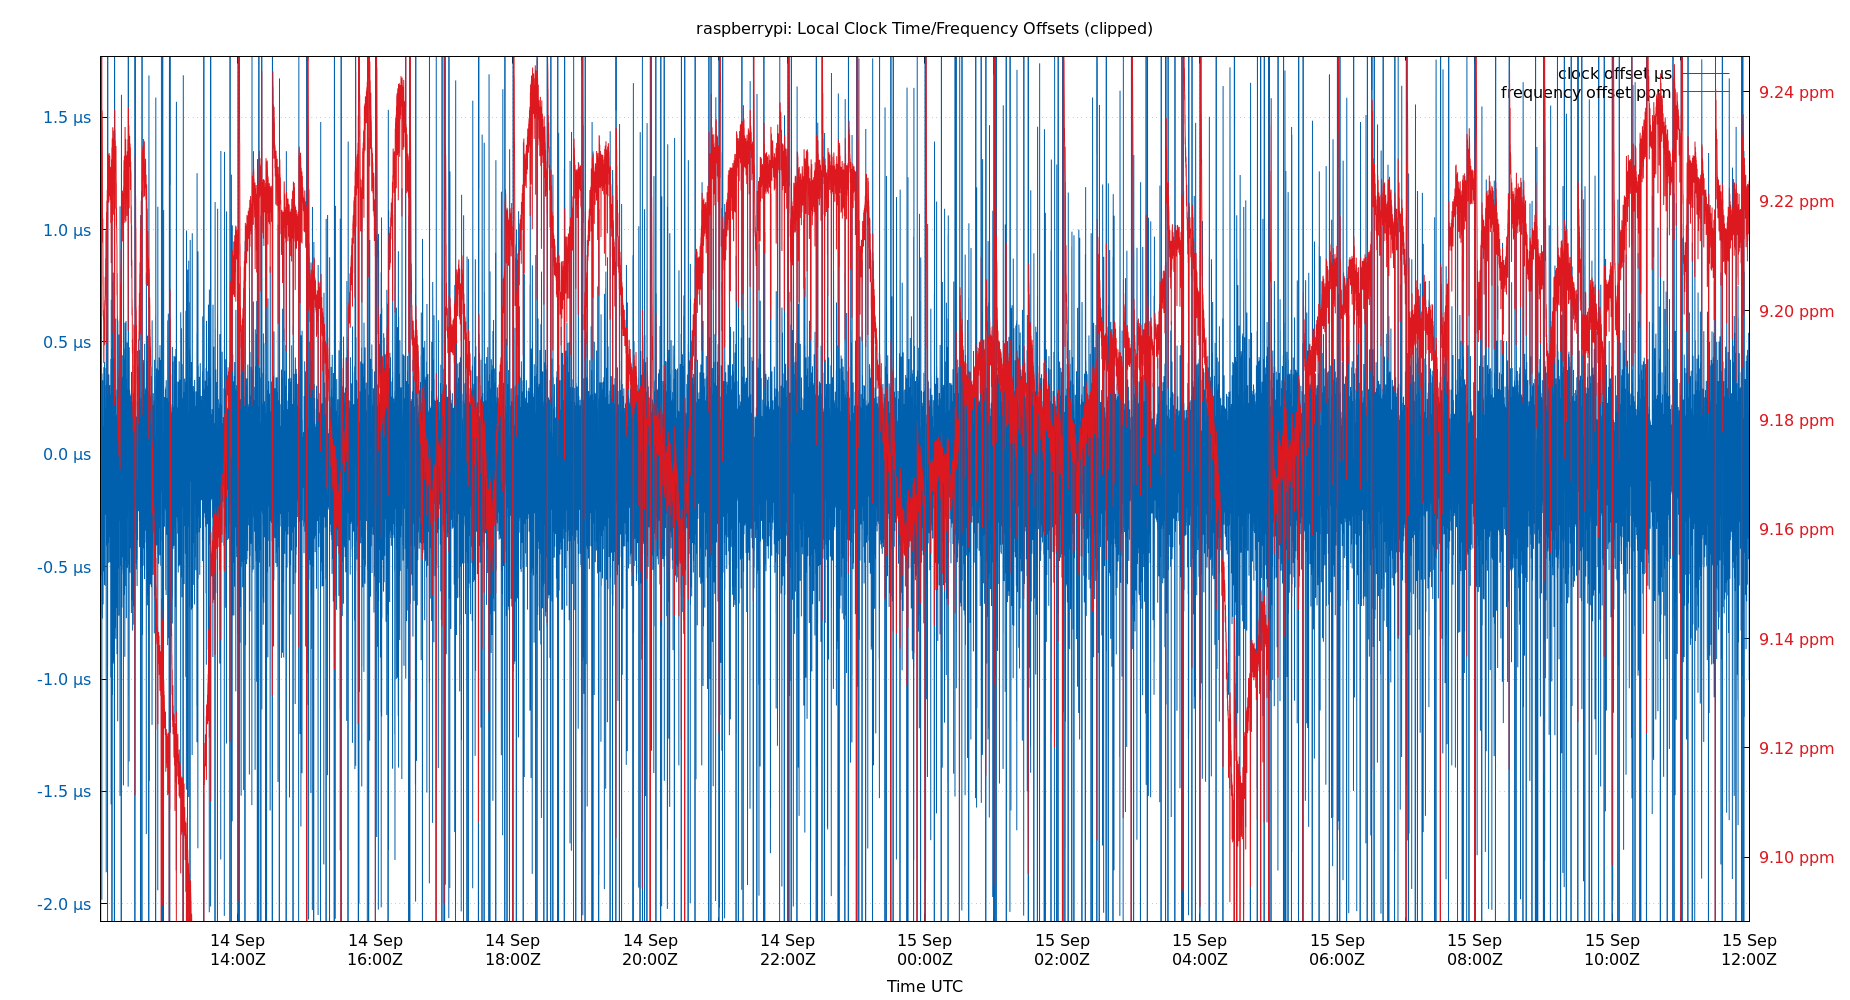 raspberrypi: Local Clock Time/Frequency Offsets (clipped)
clock offset µs
frequency offset ppm
1.5 µs
1.0 µs
0.5 µs
0.0 µs
-0.5 µs
-1.0 µs
-1.5 µs
-2.0 µs
9.24 ppm
9.22 ppm
9.20 ppm
9.18 ppm
9.16 ppm
9.14 ppm
9.12 ppm
9.10 ppm
14 Sep 14 Sep 14 Sep 14 Sep 14 Sep 15 Sep 15 Sep 15 Sep 15 Sep 15 Sep 15 Sep 15 Sep
14:00Z 16:00Z 18:00Z 20:00Z 22:00Z 00:00Z 02:00Z 04:00Z 06:00Z 08:00Z 10:00Z 12:00Z
Time UTC